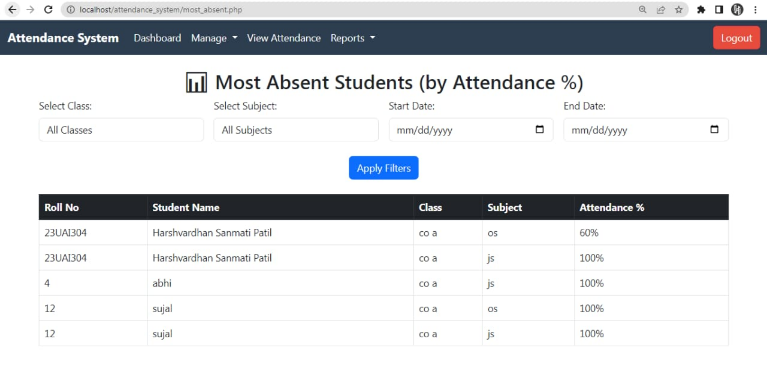 localhost/attendance_system/most_absent.php
Attendance System Dashboard Manage View Attendance Reports Logout
Most Absent Students (by Attendance %)
Select Class: Select Subject: Start Date: End Date:
All Classes All Subjects mm/dd/yyyy mm/dd/yyyy
Apply Filters
Roll No Student Name Class Subject Attendance %
23UAI304 Harshvardhan Sanmati Patil co a os 60%
23UAI304 Harshvardhan Sanmati Patil co a js 100%
4 abhi co a js 100%
12 sujal co a os 100%
12 sujal co a js 100%